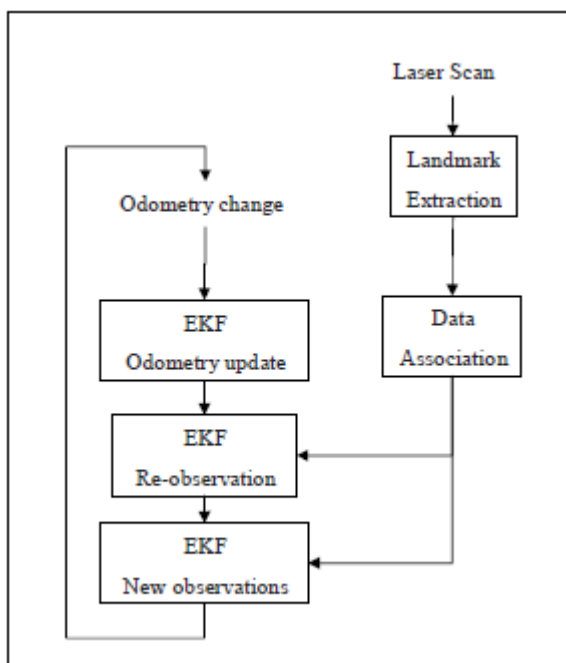 Laser Scan
Landmark
Extraction
Odometry change
EKF
Odometry update
Data
Association
EKF
Re-observation
EKF
New observations